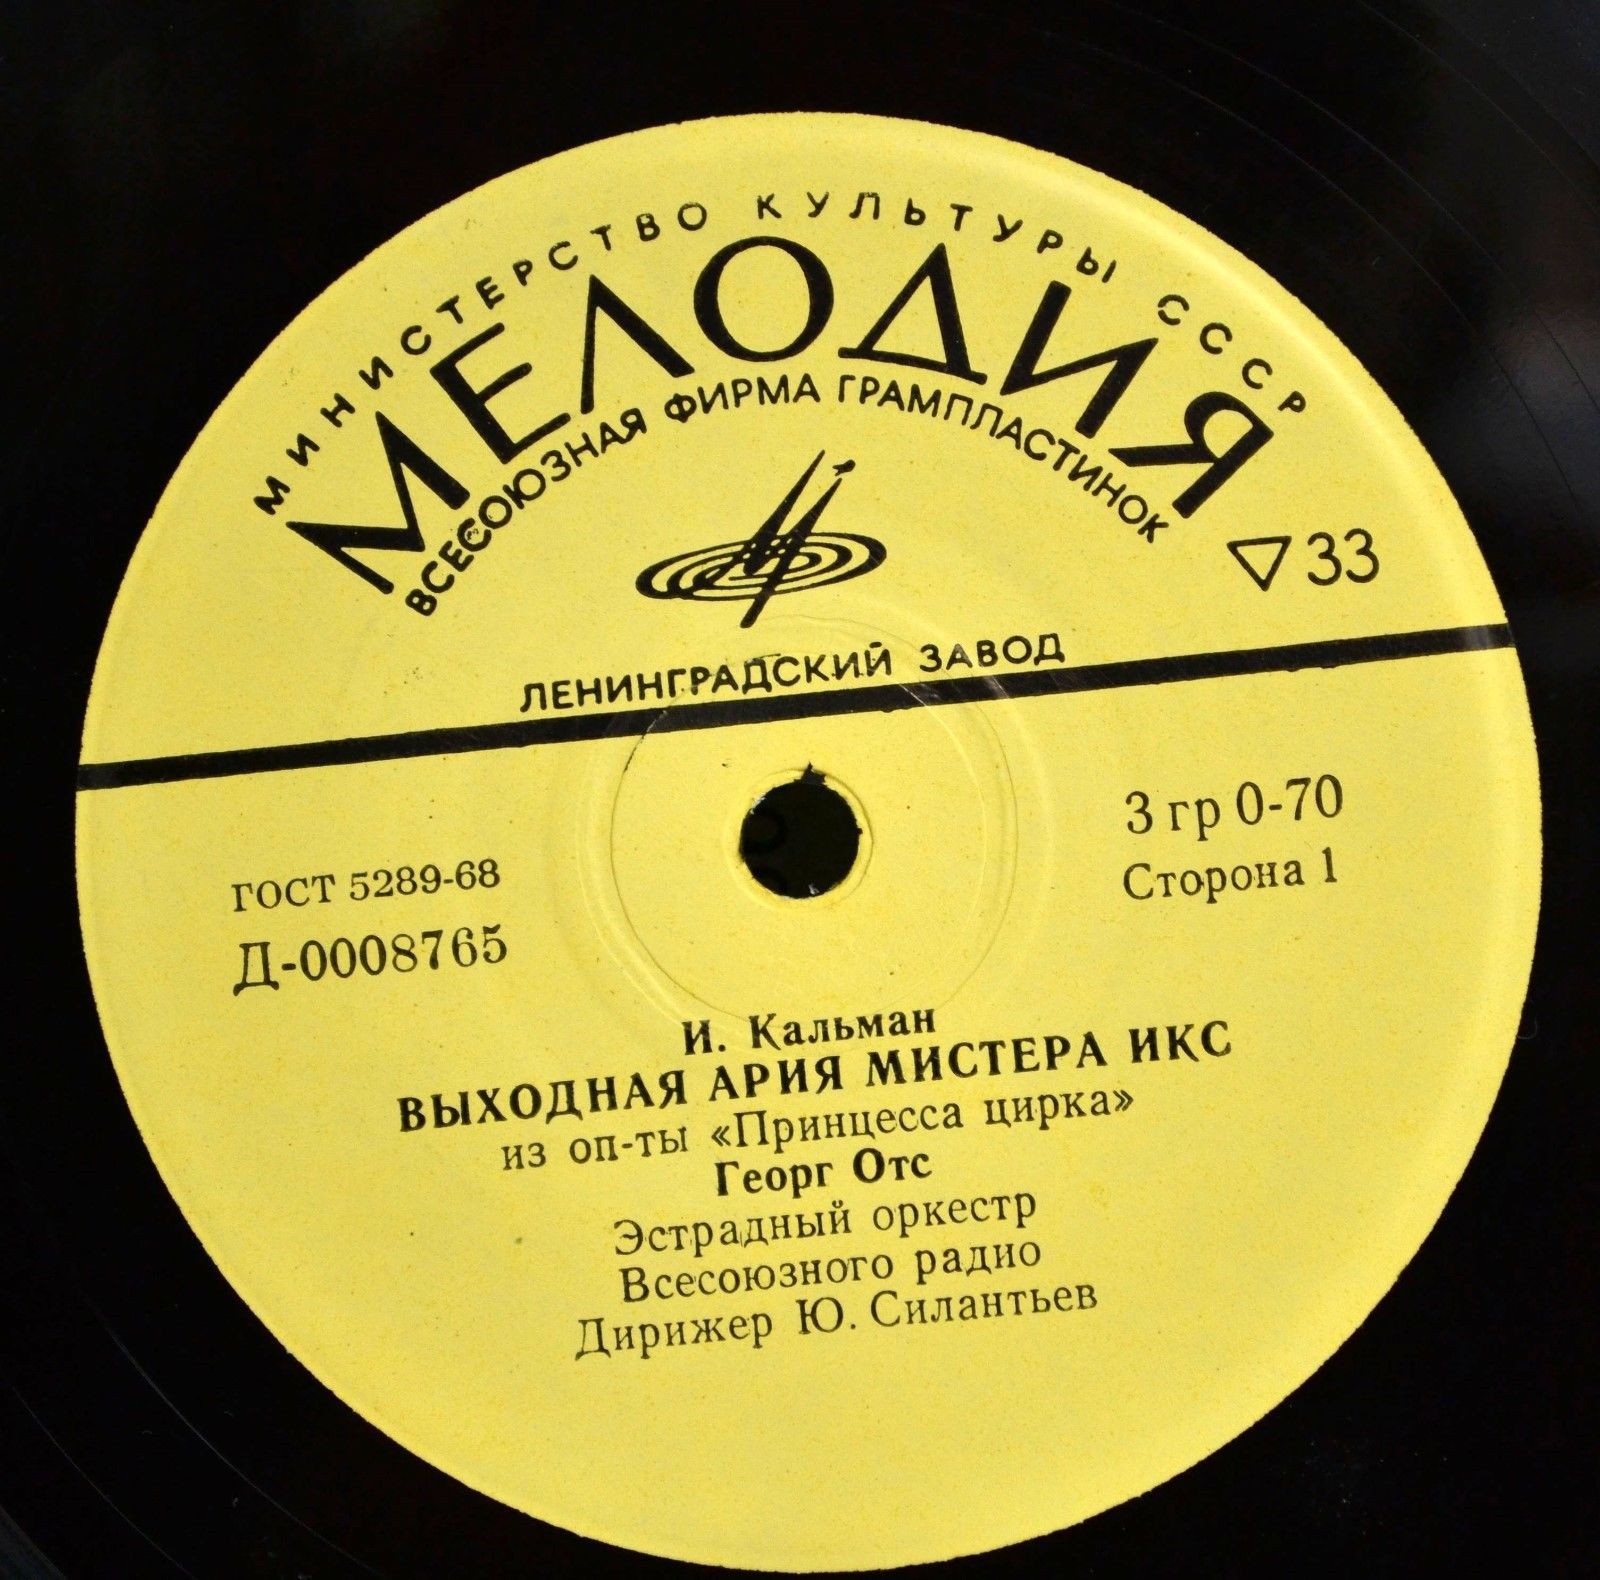 МИНИСТЕРСТВО КУЛЬТУРЫ СССР
МЕЛОДИЯ
ВСЕСОЮЗНАЯ ФИРМА ГРАМПЛАСТИНОК
33
ЛЕНИНГРАДСКИЙ ЗАВОД
3 гр 0-70
Сторона 1
ГОСТ 5289-68
Д-0008765
И. Кальман
ВЫХОДНАЯ АРИЯ МИСТЕРА ИКС
из оп-ты «Принцесса цирка»
Георг Отс
Эстрадный оркестр
Всесоюзного радио
Дирижер Ю. Силантьев